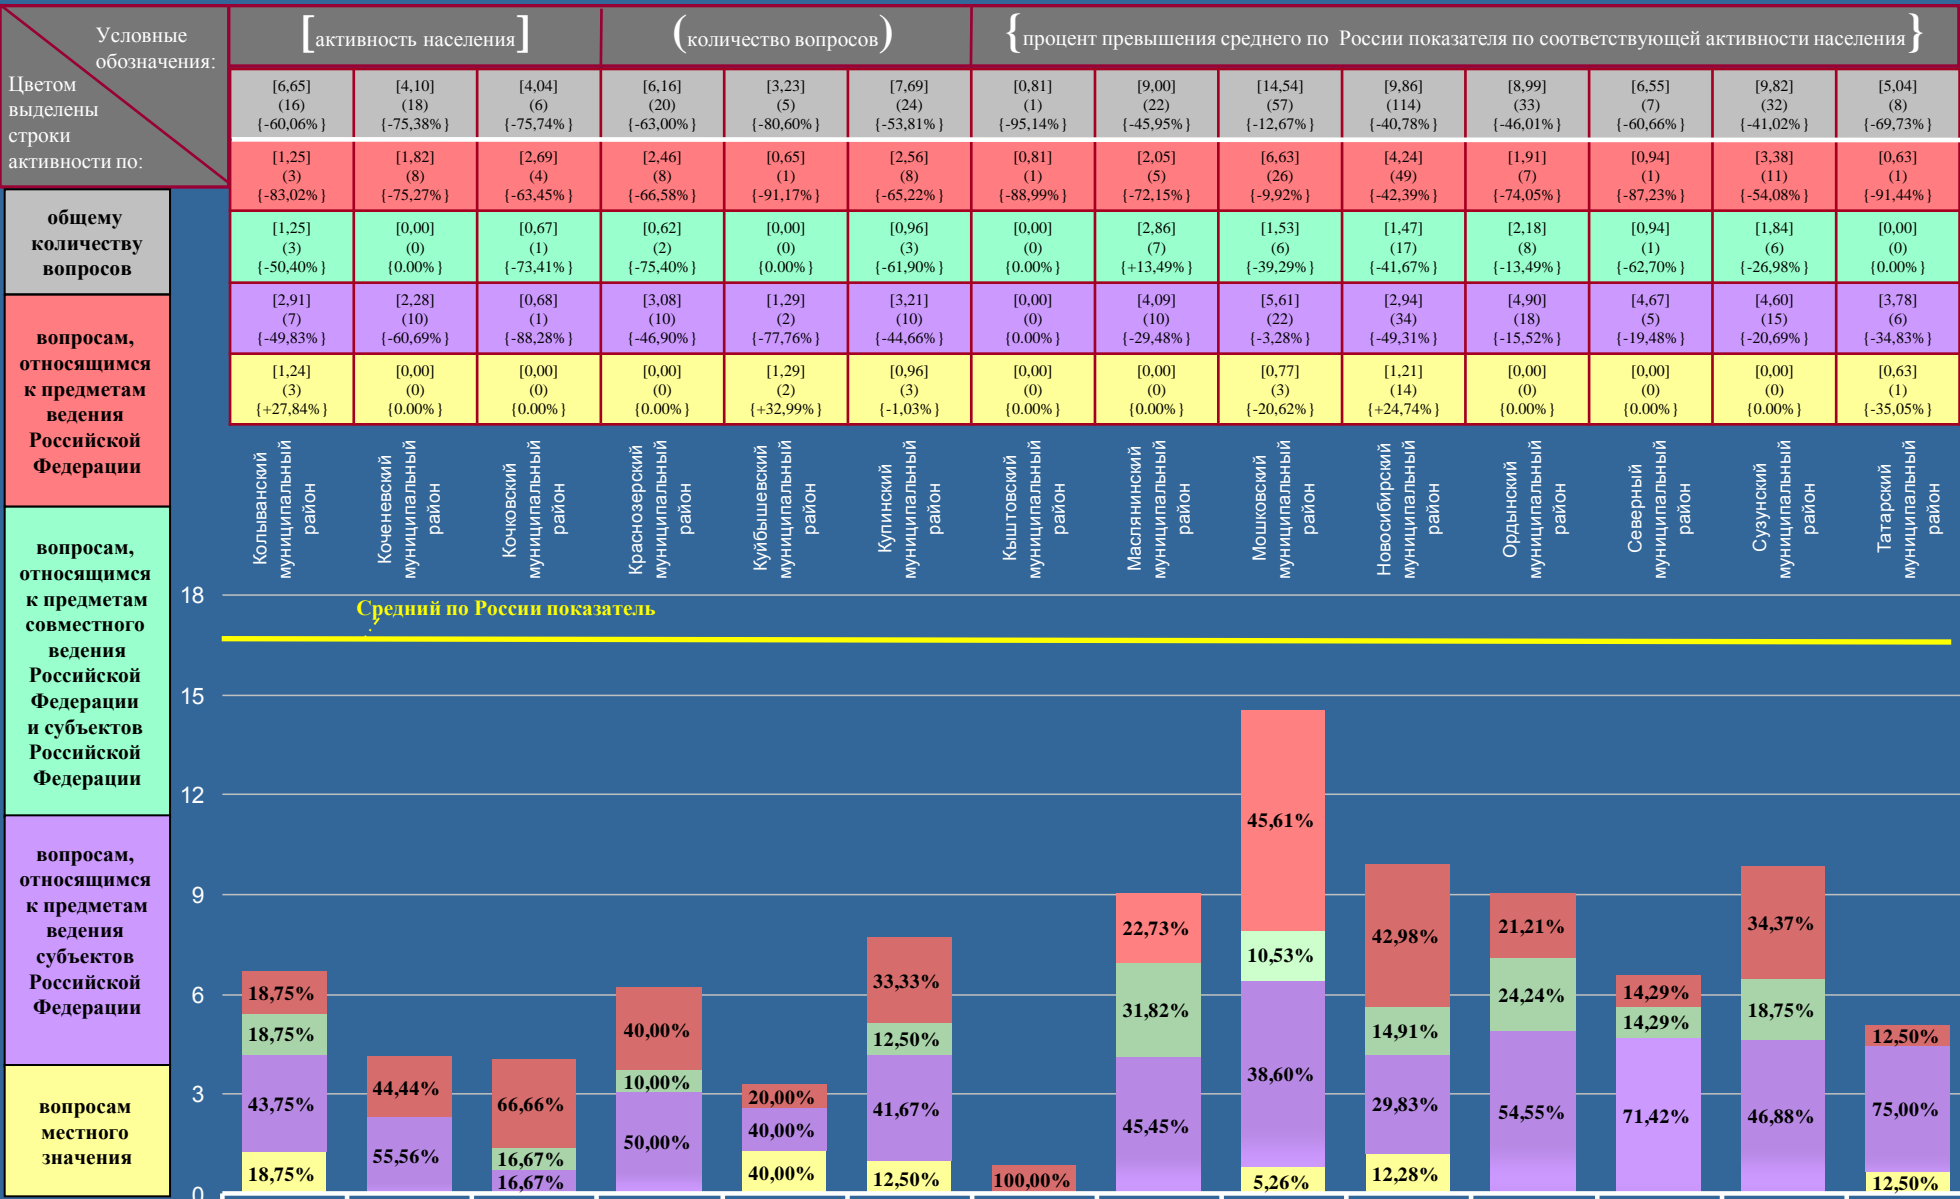 Условные
обозначения:
Цветом
выделены
строки
активности по:
[активность населения]
(количество вопросов)
{процент превышения среднего по России показателя по соответствующей активности населения}
[6,65] [4,10] [4,04] [6,16] [3,23] [7,69] [0,81] [9,00] [14,54] [9,86] [8,99] [6,55] [9,82] [5,04]
(16) (18) (6) (20) (5) (24) (1) (22) (57) (114) (33) (7) (32) (8)
{-60,06%} {-75,38%} {-75,74%} {-63,00%} {-80,60%} {-53,81%} {-95,14%} {-45,95%} {-12,67%} {-40,78%} {-46,01%} {-60,66%} {-41,02%} {-69,73%}
[1,25] [1,82] [2,69] [2,46] [0,65] [2,56] [0,81] [2,05] [6,63] [4,24] [1,91] [0,94] [3,38] [0,63]
(3) (8) (4) (8) (1) (8) (1) (5) (26) (49) (7) (1) (11) (1)
{-83,02%} {-75,27%} {-63,45%} {-66,58%} {-91,17%} {-65,22%} {-88,99%} {-72,15%} {-9,92%} {-42,39%} {-74,05%} {-87,23%} {-54,08%} {-91,44%}
[1,25] [0,00] [0,67] [0,62] [0,00] [0,96] [0,00] [2,86] [1,53] [1,47] [2,18] [0,94] [1,84] [0,00]
(3) (0) (1) (2) (0) (3) (0) (7) (6) (17) (8) (1) (6) (0)
{-50,40%} {0.00%} {-73,41%} {-75,40%} {0.00%} {-61,90%} {0.00%} {+13,49%} {-39,29%} {-41,67%} {-13,49%} {-62,70%} {-26,98%} {0.00%}
[2,91] [2,28] [0,68] [3,08] [1,29] [3,21] [0,00] [4,09] [5,61] [2,94] [4,90] [4,67] [4,60] [3,78]
(7) (10) (1) (10) (2) (10) (0) (10) (22) (34) (18) (5) (15) (6)
{-49,83%} {-60,69%} {-88,28%} {-46,90%} {-77,76%} {-44,66%} {0.00%} {-29,48%} {-3,28%} {-49,31%} {-15,52%} {-19,48%} {-20,69%} {-34,83%}
[1,24] [0,00] [0,00] [0,00] [1,29] [0,96] [0,00] [0,00] [0,77] [1,21] [0,00] [0,00] [0,00] [0,63]
(3) (0) (0) (0) (2) (3) (0) (0) (3) (14) (0) (0) (0) (1)
{+27,84%} {0.00%} {0.00%} {0.00%} {+32,99%} {-1,03%} {0.00%} {0.00%} {-20,62%} {+24,74%} {0.00%} {0.00%} {0.00%} {-35,05%}
общему
количеству
вопросов
вопросам,
относящимся
к предметам
ведения
Российской
Федерации
вопросам,
относящимся
к предметам
совместного
ведения
Российской
Федерации
и субъектов
Российской
Федерации
вопросам,
относящимся
к предметам
ведения
субъектов
Российской
Федерации
вопросам
местного
значения
Колыванский
муниципальный
район
Коченевский
муниципальный
район
Кочковский
муниципальный
район
Краснозерский
муниципальный
район
Куйбышевский
муниципальный
район
Купинский
муниципальный
район
Кыштовский
муниципальный
район
Маслянинский
муниципальный
район
Мошковский
муниципальный
район
Новосибирский
муниципальный
район
Ордынский
муниципальный
район
Северный
муниципальный
район
Сузунский
муниципальный
район
Татарский
муниципальный
район
Средний по России показатель
18
15
12
9
6
3
0
18,75%
18,75%
43,75%
18,75%
44,44%
55,56%
66,66%
16,67%
16,67%
40,00%
10,00%
50,00%
20,00%
40,00%
40,00%
33,33%
12,50%
41,67%
12,50%
100,00%
22,73%
31,82%
45,45%
45,61%
10,53%
38,60%
5,26%
42,98%
14,91%
29,83%
12,28%
21,21%
24,24%
54,55%
14,29%
14,29%
71,42%
34,37%
18,75%
46,88%
12,50%
75,00%
12,50%